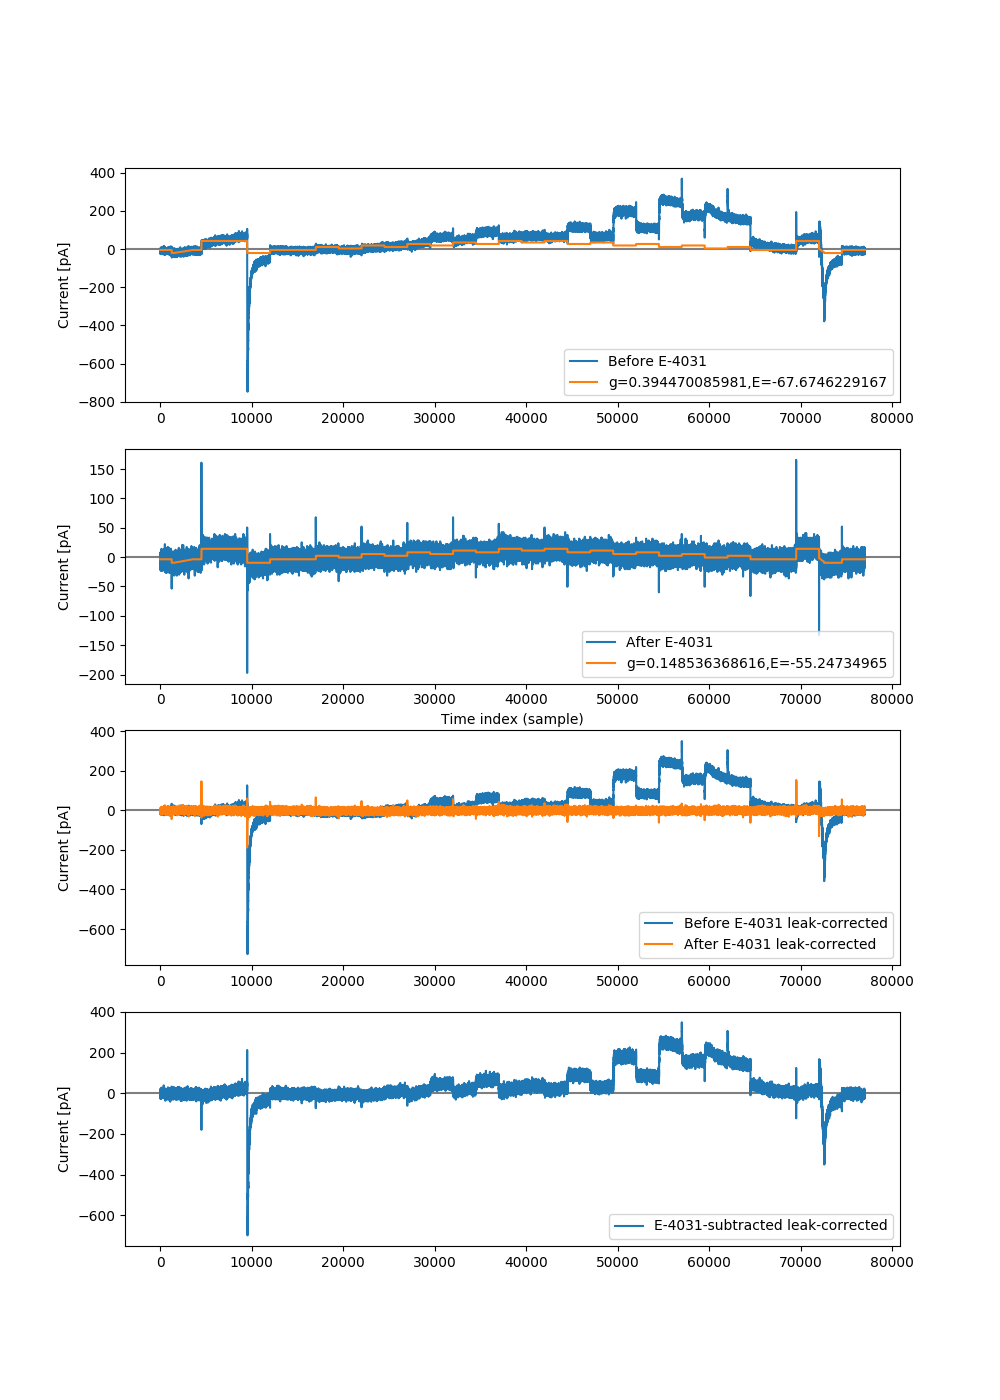 400
200
0
−200
−400
−600
−800
Current [pA]
Before E-4031
g=0.394470085981,E=-67.6746229167
0 10000 20000 30000 40000 50000 60000 70000 80000
150
100
50
0
−50
−100
−150
−200
Current [pA]
After E-4031
g=0.148536368616,E=-55.24734965
0 10000 20000 30000 40000 50000 60000 70000 80000
Time index (sample)
400
200
0
−200
−400
−600
Current [pA]
Before E-4031 leak-corrected
After E-4031 leak-corrected
0 10000 20000 30000 40000 50000 60000 70000 80000
400
200
0
−200
−400
−600
Current [pA]
E-4031-subtracted leak-corrected
0 10000 20000 30000 40000 50000 60000 70000 80000